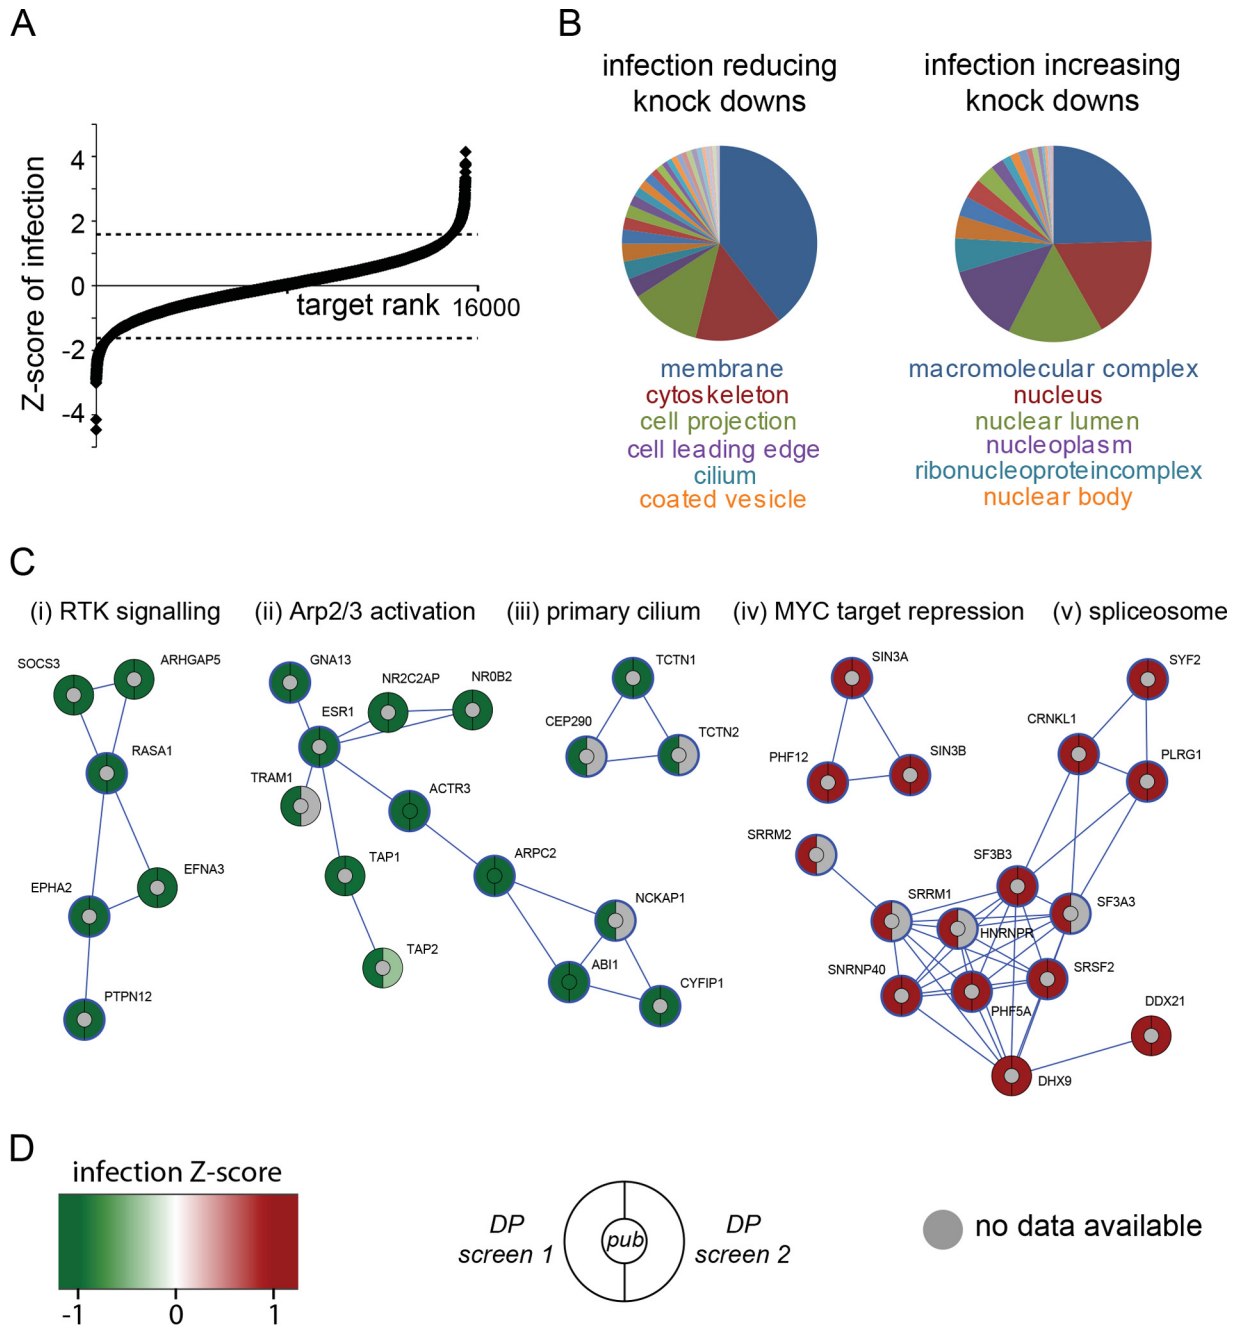 A
B
infection reducing
knock downs
infection increasing
knock downs
Z-score of infection
4
2
0
-2
-4
target rank 16000
membrane
cytoskeleton
cell projection
cell leading edge
cilium
coated vesicle
macromolecular complex
nucleus
nuclear lumen
nucleoplasm
ribonucleoproteincomplex
nuclear body
C
(i) RTK signalling
(ii) Arp2/3 activation
(iii) primary cilium
(iv) MYC target repression
(v) spliceosome
SOCS3
ARHGAP5
RASA1
EFNA3
EPHA2
PTPN12
GNA13
NR2C2AP
NR0B2
ESR1
TRAM1
ACTR3
TAP1
ARPC2
TAP2
NCKAP1
ABI1
CYFIP1
TCTN1
CEP290
TCTN2
SIN3A
PHF12
SIN3B
SYF2
CRNKL1
PLRG1
SRRM2
SF3B3
SRRM1
HNRNPR
SF3A3
SNRNP40
PHF5A
SRSF2
DDX21
DHX9
D
infection Z-score
-1
0
1
DP
screen 1
pub
DP
screen 2
no data available